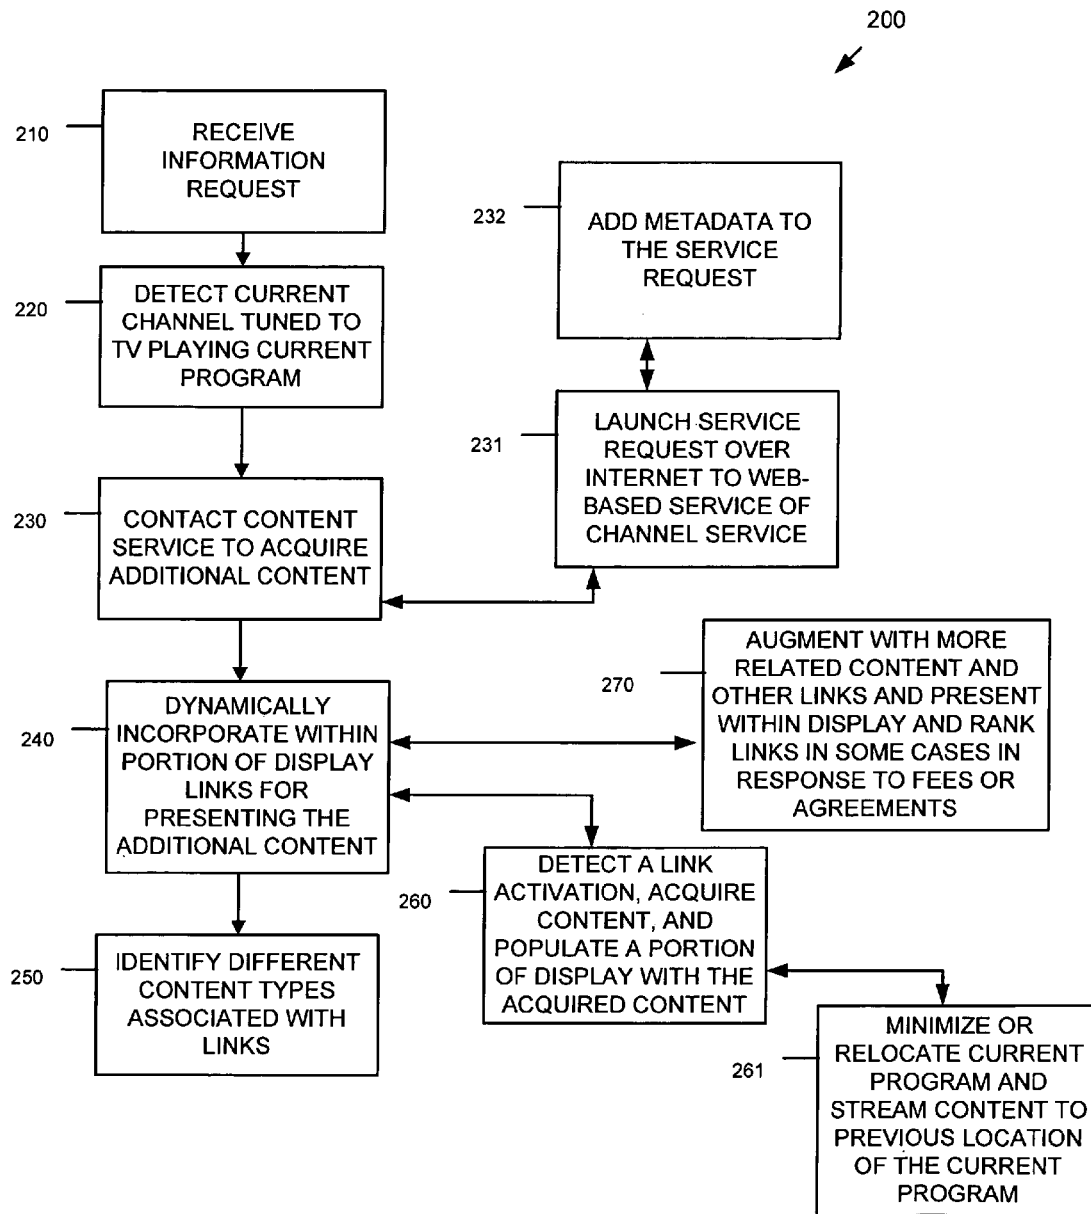 200
210
RECEIVE
INFORMATION
REQUEST
220
DETECT CURRENT
CHANNEL TUNED TO
TV PLAYING CURRENT
PROGRAM
230
CONTACT CONTENT
SERVICE TO ACQUIRE
ADDITIONAL CONTENT
232
ADD METADATA TO
THE SERVICE
REQUEST
231
LAUNCH SERVICE
REQUEST OVER
INTERNET TO WEB-
BASED SERVICE OF
CHANNEL SERVICE
240
DYNAMICALLY
INCORPORATE WITHIN
PORTION OF DISPLAY
LINKS FOR
PRESENTING THE
ADDITIONAL CONTENT
270
AUGMENT WITH MORE
RELATED CONTENT AND
OTHER LINKS AND PRESENT
WITHIN DISPLAY AND RANK
LINKS IN SOME CASES IN
RESPONSE TO FEES OR
AGREEMENTS
250
IDENTIFY DIFFERENT
CONTENT TYPES
ASSOCIATED WITH
LINKS
260
DETECT A LINK
ACTIVATION, ACQUIRE
CONTENT, AND
POPULATE A PORTION
OF DISPLAY WITH THE
ACQUIRED CONTENT
261
MINIMIZE OR
RELOCATE CURRENT
PROGRAM AND
STREAM CONTENT TO
PREVIOUS LOCATION
OF THE CURRENT
PROGRAM